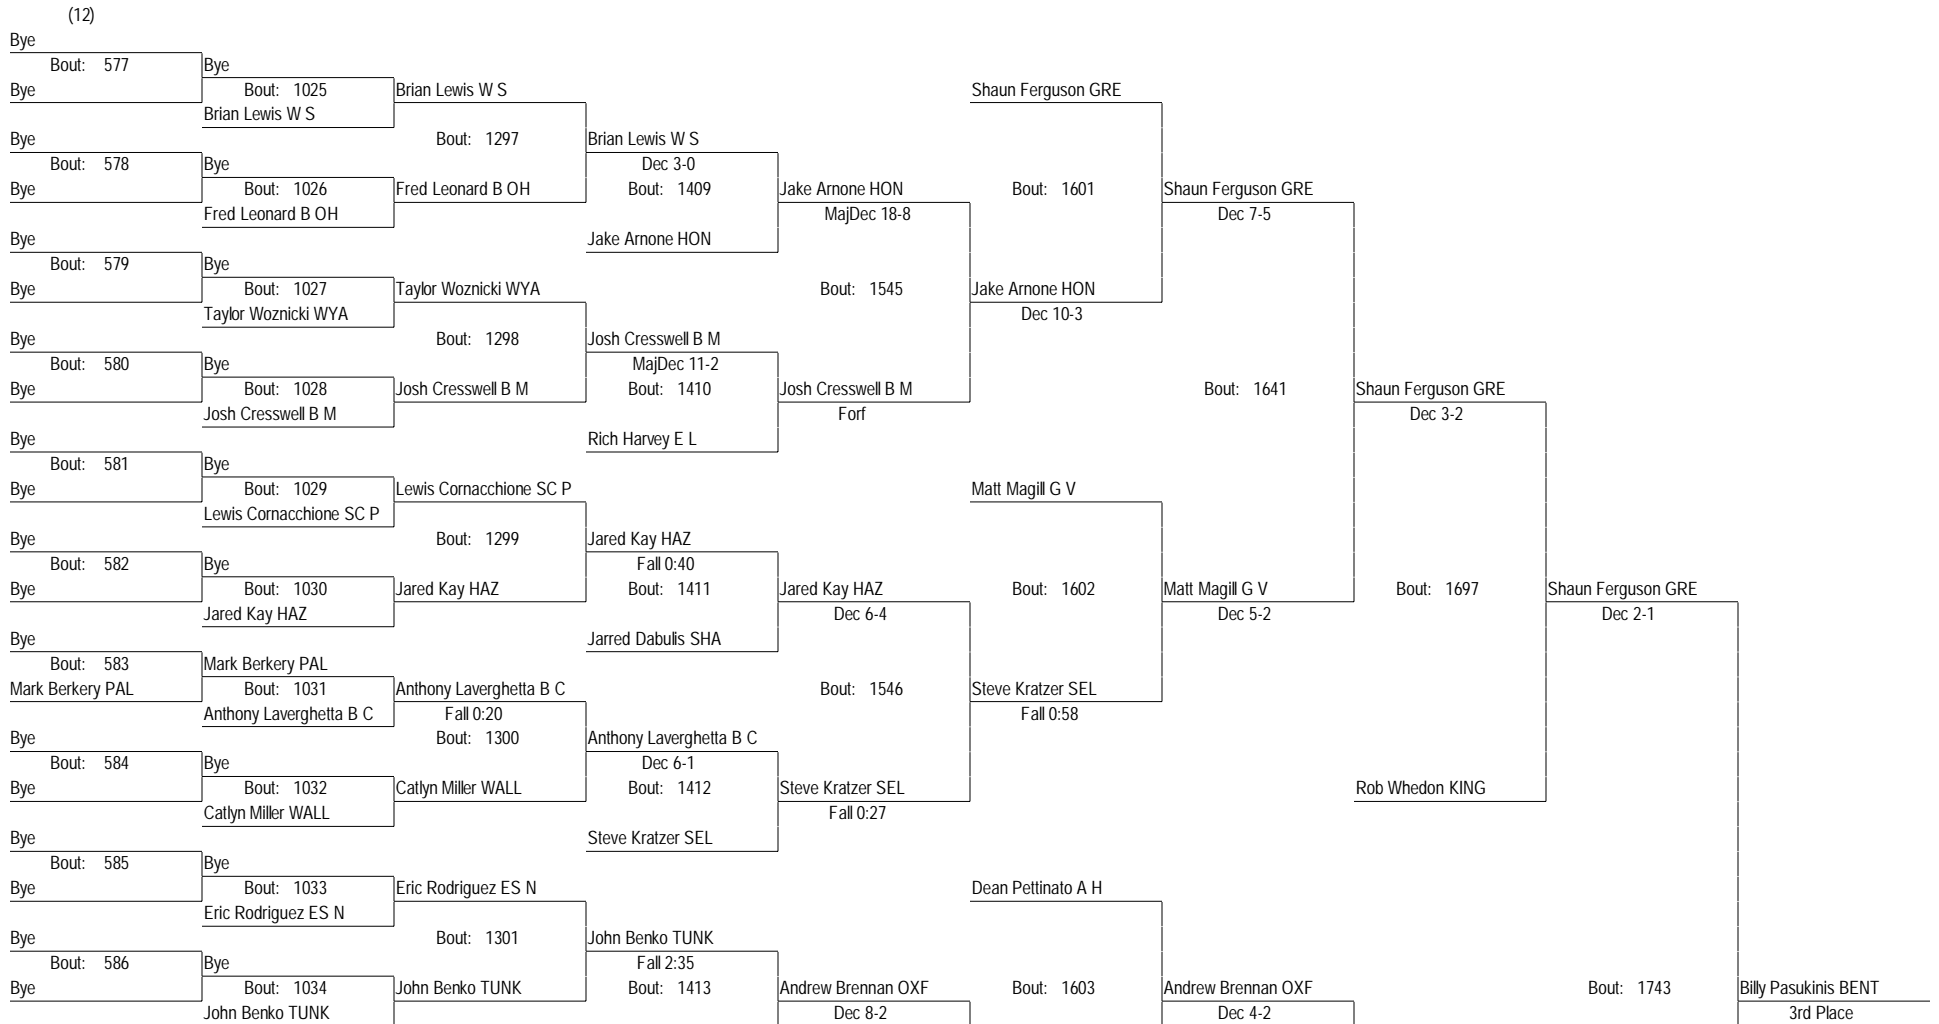 (12)
Bye
Bout: 577 Bye
Bye Bout: 1025 Brian Lewis W S Shaun Ferguson GRE
Brian Lewis W S
Bye Bout: 1297 Brian Lewis W S
Bout: 578 Bye Dec 3-0
Bye Bout: 1026 Fred Leonard B OH Bout: 1409 Jake Arnone HON Bout: 1601 Shaun Ferguson GRE
Fred Leonard B OH MajDec 18-8 Dec 7-5
Bye Jake Arnone HON
Bout: 579 Bye
Bye Bout: 1027 Taylor Woznicki WYA Bout: 1545 Jake Arnone HON
Taylor Woznicki WYA Dec 10-3
Bye Bout: 1298 Josh Cresswell B M
Bout: 580 Bye MajDec 11-2
Bye Bout: 1028 Josh Cresswell B M Bout: 1410 Josh Cresswell B M Bout: 1641 Shaun Ferguson GRE
Josh Cresswell B M Forf Dec 3-2
Bye Rich Harvey E L
Bout: 581 Bye
Bye Bout: 1029 Lewis Cornacchione SC P Matt Magill G V
Lewis Cornacchione SC P
Bye Bout: 1299 Jared Kay HAZ
Bout: 582 Bye Fall 0:40
Bye Bout: 1030 Jared Kay HAZ Bout: 1411 Jared Kay HAZ Bout: 1602 Matt Magill G V Bout: 1697 Shaun Ferguson GRE
Jared Kay HAZ Dec 6-4 Dec 5-2 Dec 2-1
Bye Jarred Dabulis SHA
Bout: 583 Mark Berkery PAL
Mark Berkery PAL Bout: 1031 Anthony Laverghetta B C Bout: 1546 Steve Kratzer SEL
Anthony Laverghetta B C Fall 0:20 Fall 0:58
Bye Bout: 1300 Anthony Laverghetta B C
Bout: 584 Bye Dec 6-1
Bye Bout: 1032 Catlyn Miller WALL Bout: 1412 Steve Kratzer SEL Rob Whedon KING
Catlyn Miller WALL Fall 0:27
Bye Steve Kratzer SEL
Bout: 585 Bye
Bye Bout: 1033 Eric Rodriguez ES N Dean Pettinato A H
Eric Rodriguez ES N
Bye Bout: 1301 John Benko TUNK
Bout: 586 Bye Fall 2:35
Bye Bout: 1034 John Benko TUNK Bout: 1413 Andrew Brennan OXF Bout: 1603 Andrew Brennan OXF Bout: 1743 Billy Pasukinis BENT
John Benko TUNK Dec 8-2 Dec 4-2 3rd Place